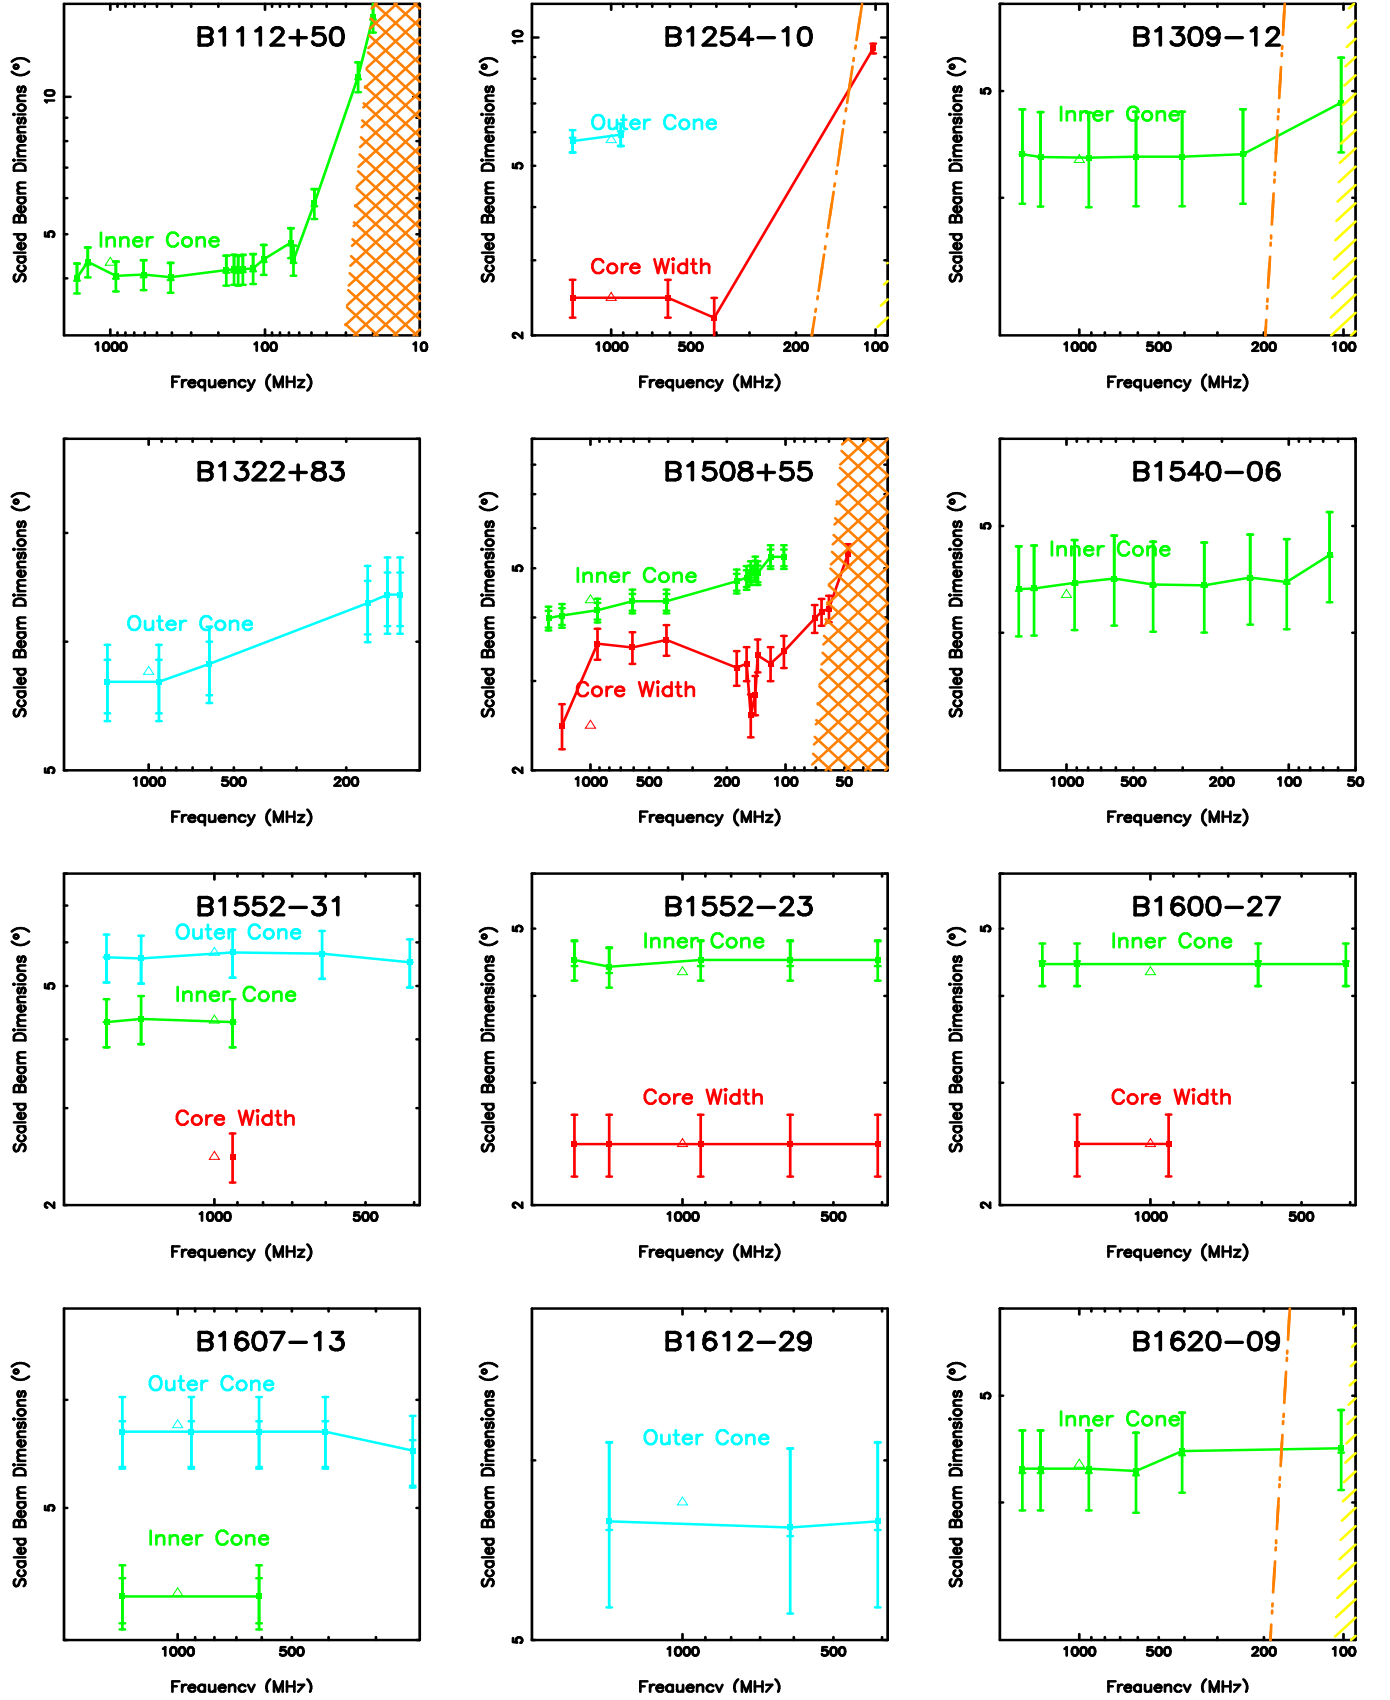 B1112+50
Scaled Beam Dimensions (°)
10
5
Inner Cone
1000 100 10
Frequency (MHz)
B1254−10
Scaled Beam Dimensions (°)
10
5
2
Outer Cone
Core Width
1000 500 200 100
Frequency (MHz)
B1309−12
Scaled Beam Dimensions (°)
5
Inner Cone
1000 500 200 100
Frequency (MHz)
B1322+83
Scaled Beam Dimensions (°)
5
Outer Cone
1000 500 200
Frequency (MHz)
B1508+55
Scaled Beam Dimensions (°)
5
2
Inner Cone
Core Width
1000 500 200 100 50
Frequency (MHz)
B1540−06
Scaled Beam Dimensions (°)
5
Inner Cone
1000 500 200 100 50
Frequency (MHz)
B1552−31
Scaled Beam Dimensions (°)
5
2
Outer Cone
Inner Cone
Core Width
1000 500
Frequency (MHz)
B1552−23
Scaled Beam Dimensions (°)
5
2
Inner Cone
Core Width
1000 500
Frequency (MHz)
B1600−27
Scaled Beam Dimensions (°)
5
2
Inner Cone
Core Width
1000 500
Frequency (MHz)
B1607−13
Scaled Beam Dimensions (°)
5
Outer Cone
Inner Cone
1000 500
Frequency (MHz)
B1612−29
Scaled Beam Dimensions (°)
5
Outer Cone
1000 500
Frequency (MHz)
B1620−09
Scaled Beam Dimensions (°)
5
Inner Cone
1000 500 200 100
Frequency (MHz)